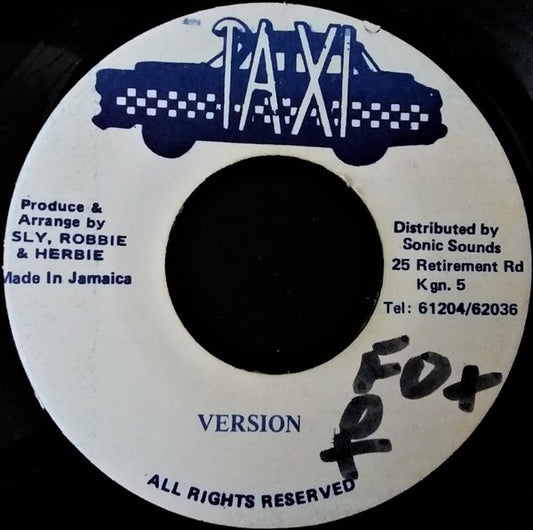 TAXI
Produce &
Arrange by
SLY, ROBBIE
& HERBIE
Made In Jamaica
Distributed by
Sonic Sounds
25 Retirement Rd
Kgn. 5
Tel: 61204/62036
FOX
VERSION
ALL RIGHTS RESERVED